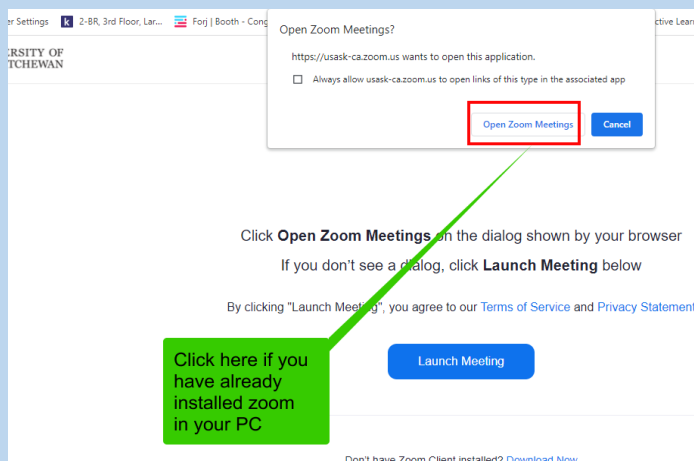 er Settings k 2-BR, 3rd Floor, Lar... Forj | Booth - Cong
ctive Lear
ERSITY OF
TCHEWAN
Open Zoom Meetings?
https://usask-ca.zoom.us wants to open this application.
Always allow usask-ca.zoom.us to open links of this type in the associated app
Open Zoom Meetings Cancel
Click Open Zoom Meetings on the dialog shown by your browser
If you don't see a dialog, click Launch Meeting below
By clicking "Launch Meeting", you agree to our Terms of Service and Privacy Statement
Click here if you
have already
installed zoom
in your PC
Launch Meeting
Don't have Zoom Client installed? Download Now